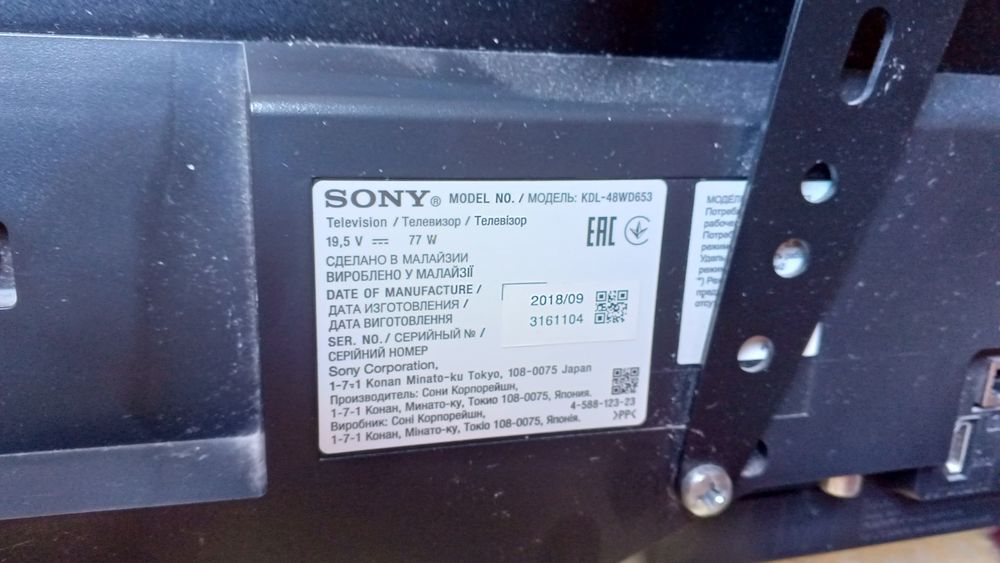 SONY® MODEL NO. / МОДЕЛЬ: KDL-48WD653
Television / Телевизор / Телевізор
19,5 V 77 W
EAC
СДЕЛАНО В МАЛАЙЗИИ
ВИРОБЛЕНО У МАЛАЙЗІЇ
DATE OF MANUFACTURE /
ДАТА ИЗГОТОВЛЕНИЯ /
ДАТА ВИГОТОВЛЕННЯ
2018/09
3161104
SER. NO. / СЕРИЙНЫЙ № /
СЕРІЙНИЙ НОМЕР
Sony Corporation,
1-7-1 Konan Minato-ku Tokyo, 108-0075 Japan
Производитель: Сони Корпорейшн,
1-7-1 Конан, Минато-ку, Токио 108-0075, Япония.
4-588-123-23
Виробник: Соні Корпорейшн,
>PP<
1-7-1 Конан, Мінато-ку, Токіо 108-0075, Японія.